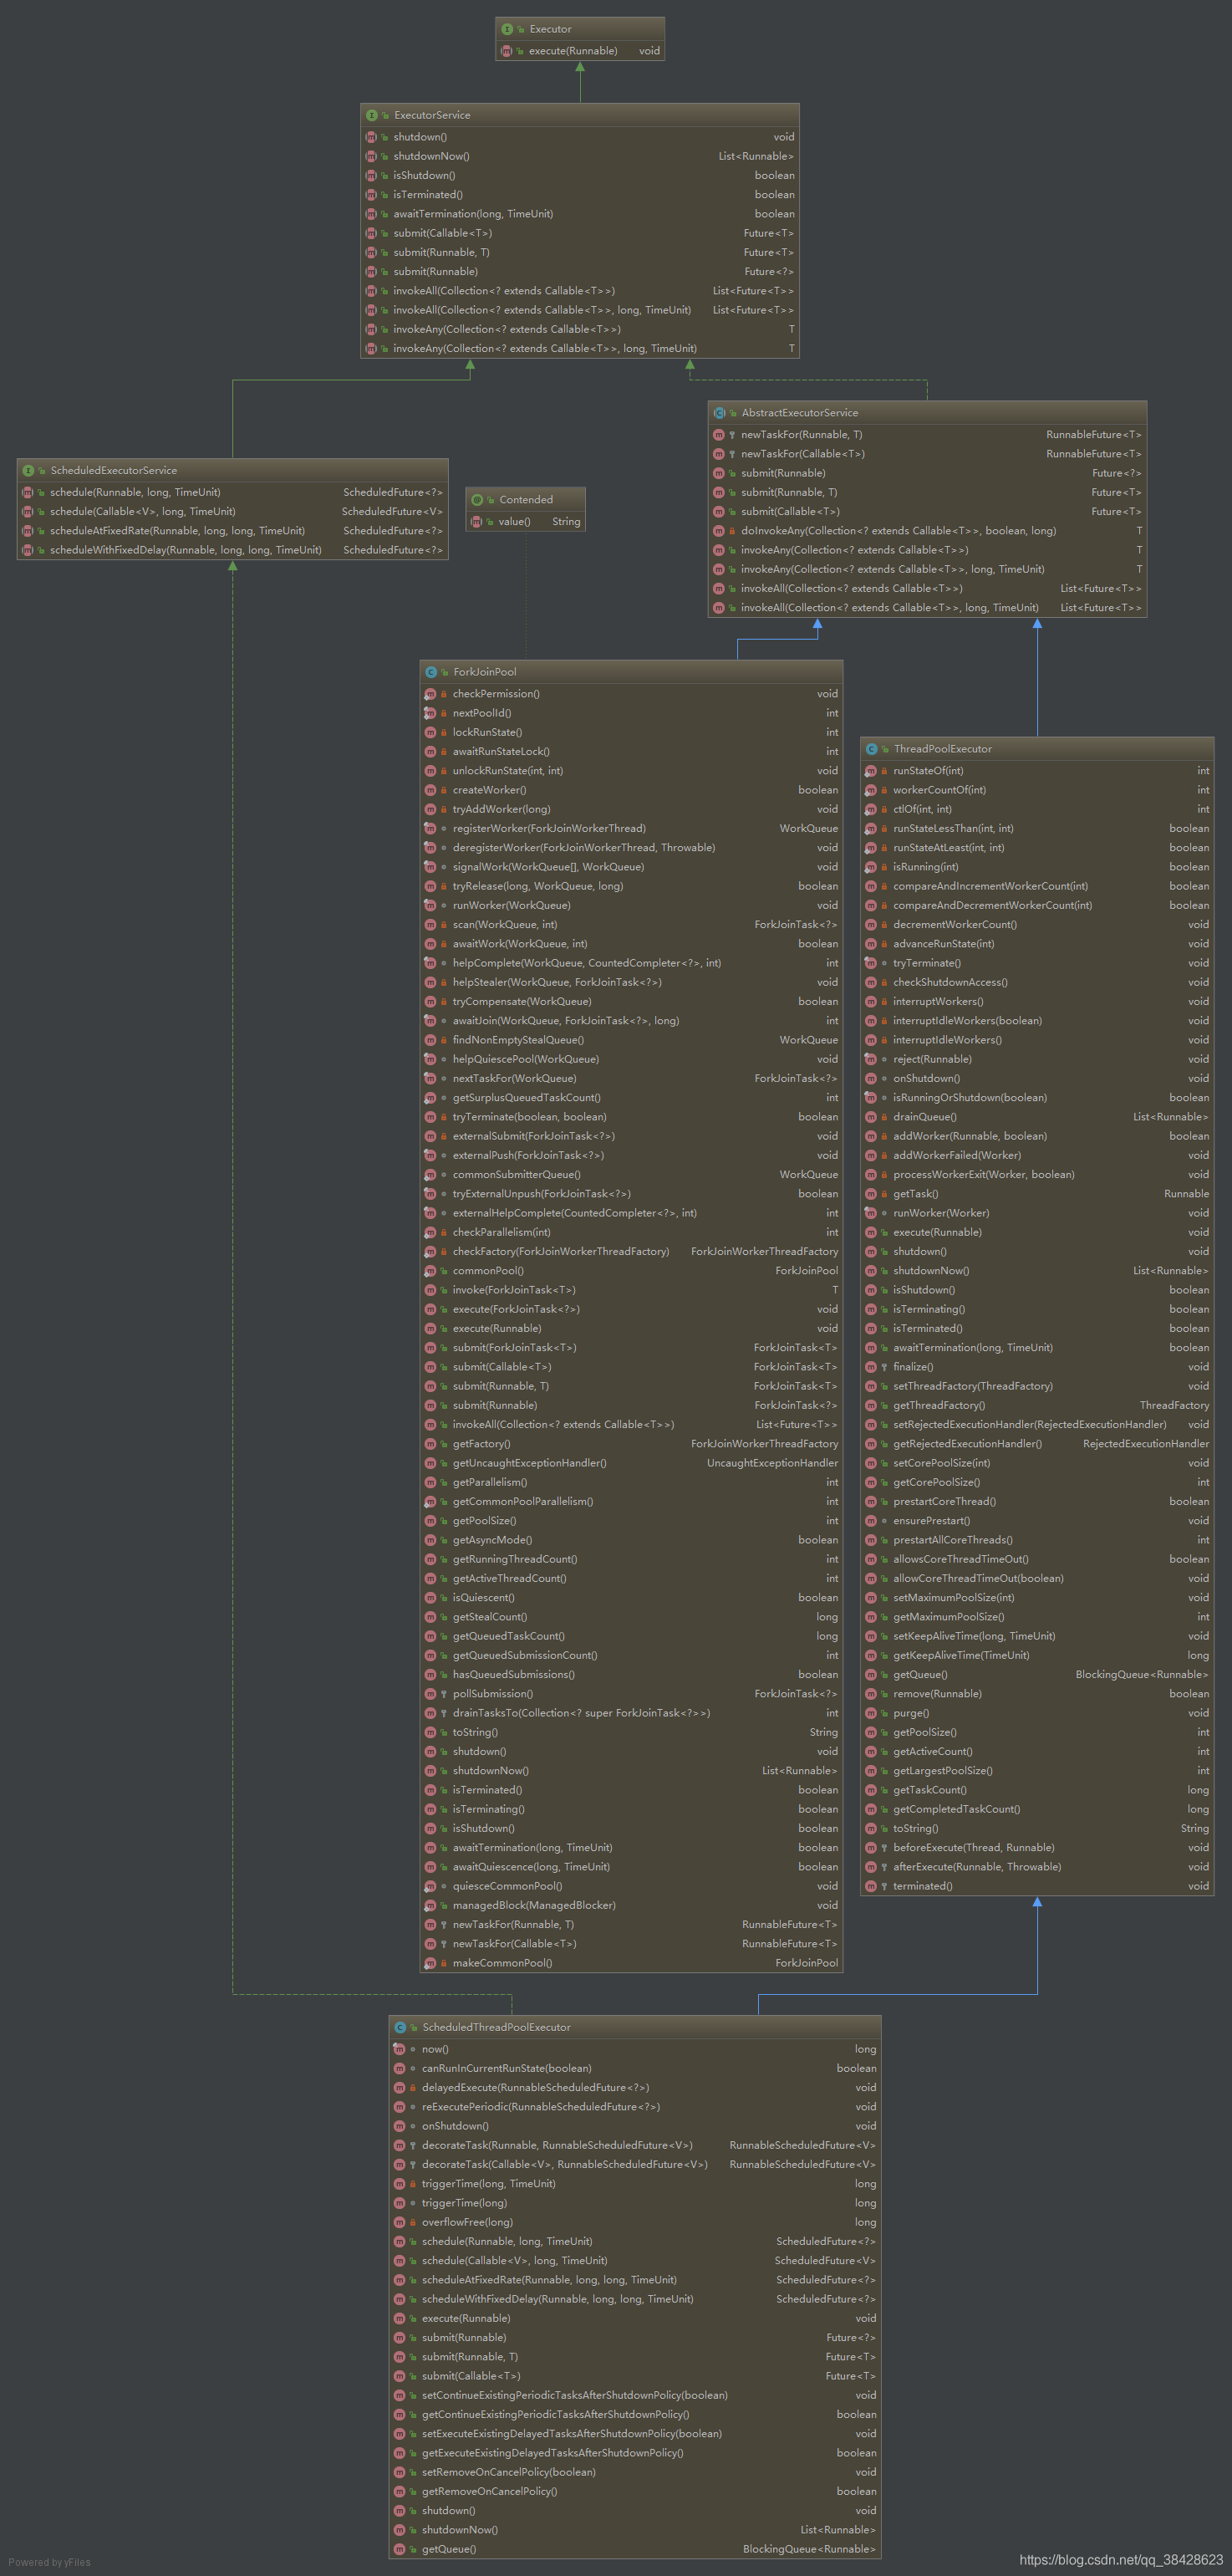 Executor
execute(Runnable) void
ExecutorService
shutdown() void
shutdownNow() List<Runnable>
isShutdown() boolean
isTerminated() boolean
awaitTermination(long, TimeUnit) boolean
submit(Callable<T>) Future<T>
submit(Runnable, T) Future<T>
submit(Runnable) Future<?>
invokeAll(Collection<? extends Callable<T>>) List<Future<T>>
invokeAll(Collection<? extends Callable<T>>, long, TimeUnit) List<Future<T>>
invokeAny(Collection<? extends Callable<T>>) T
invokeAny(Collection<? extends Callable<T>>, long, TimeUnit) T
AbstractExecutorService
newTaskFor(Runnable, T) RunnableFuture<T>
newTaskFor(Callable<T>) RunnableFuture<T>
submit(Runnable) Future<?>
submit(Runnable, T) Future<T>
submit(Callable<T>) Future<T>
doInvokeAny(Collection<? extends Callable<T>>, boolean, long) T
invokeAny(Collection<? extends Callable<T>>) T
invokeAny(Collection<? extends Callable<T>>, long, TimeUnit) T
invokeAll(Collection<? extends Callable<T>>) List<Future<T>>
invokeAll(Collection<? extends Callable<T>>, long, TimeUnit) List<Future<T>>
ScheduledExecutorService
schedule(Runnable, long, TimeUnit) ScheduledFuture<?>
schedule(Callable<V>, long, TimeUnit) ScheduledFuture<V>
scheduleAtFixedRate(Runnable, long, long, TimeUnit) ScheduledFuture<?>
scheduleWithFixedDelay(Runnable, long, long, TimeUnit) ScheduledFuture<?>
Contended
value() String
ForkJoinPool
checkPermission() void
nextPoolId() int
lockRunState() int
awaitRunStateLock() int
unlockRunState(int, int) void
createWorker() boolean
tryAddWorker(long) void
registerWorker(ForkJoinWorkerThread) WorkQueue
deregisterWorker(ForkJoinWorkerThread, Throwable) void
signalWork(WorkQueue[], WorkQueue) void
tryRelease(long, WorkQueue, long) boolean
runWorker(WorkQueue) void
scan(WorkQueue, int) ForkJoinTask<?>
awaitWork(WorkQueue, int) boolean
helpComplete(WorkQueue, CountedCompleter<?>, int) int
helpStealer(WorkQueue, ForkJoinTask<?>) void
tryCompensate(WorkQueue) boolean
awaitJoin(WorkQueue, ForkJoinTask<?>, long) int
findNonEmptyStealQueue() WorkQueue
helpQuiescePool(WorkQueue) void
nextTaskFor(WorkQueue) ForkJoinTask<?>
getSurplusQueuedTaskCount() int
tryTerminate(boolean, boolean) boolean
externalSubmit(ForkJoinTask<?>) void
externalPush(ForkJoinTask<?>) void
commonSubmitterQueue() WorkQueue
tryExternalUnpush(ForkJoinTask<?>) boolean
externalHelpComplete(CountedCompleter<?>, int) int
checkParallelism(int) int
checkFactory(ForkJoinWorkerThreadFactory) ForkJoinWorkerThreadFactory
commonPool() ForkJoinPool
invoke(ForkJoinTask<T>) T
execute(ForkJoinTask<?>) void
execute(Runnable) void
submit(ForkJoinTask<T>) ForkJoinTask<T>
submit(Callable<T>) ForkJoinTask<T>
submit(Runnable, T) ForkJoinTask<T>
submit(Runnable) ForkJoinTask<?>
invokeAll(Collection<? extends Callable<T>>) List<Future<T>>
getFactory() ForkJoinWorkerThreadFactory
getUncaughtExceptionHandler() UncaughtExceptionHandler
getParallelism() int
getCommonPoolParallelism() int
getPoolSize() int
getAsyncMode() boolean
getRunningThreadCount() int
getActiveThreadCount() int
isQuiescent() boolean
getStealCount() long
getQueuedTaskCount() long
getQueuedSubmissionCount() int
hasQueuedSubmissions() boolean
pollSubmission() ForkJoinTask<?>
drainTasksTo(Collection<? super ForkJoinTask<?>>) int
toString() String
shutdown() void
shutdownNow() List<Runnable>
isTerminated() boolean
isTerminating() boolean
isShutdown() boolean
awaitTermination(long, TimeUnit) boolean
awaitQuiescence(long, TimeUnit) boolean
quiesceCommonPool() void
managedBlock(ManagedBlocker) void
newTaskFor(Runnable, T) RunnableFuture<T>
newTaskFor(Callable<T>) RunnableFuture<T>
makeCommonPool() ForkJoinPool
ThreadPoolExecutor
runStateOf(int) int
workerCountOf(int) int
ctlOf(int, int) int
runStateLessThan(int, int) boolean
runStateAtLeast(int, int) boolean
isRunning(int) boolean
compareAndIncrementWorkerCount(int) boolean
compareAndDecrementWorkerCount(int) boolean
decrementWorkerCount() void
advanceRunState(int) void
tryTerminate() void
checkShutdownAccess() void
interruptWorkers() void
interruptIdleWorkers(boolean) void
interruptIdleWorkers() void
reject(Runnable) void
onShutdown() void
isRunningOrShutdown(boolean) boolean
drainQueue() List<Runnable>
addWorker(Runnable, boolean) boolean
addWorkerFailed(Worker) void
processWorkerExit(Worker, boolean) void
getTask() Runnable
runWorker(Worker) void
execute(Runnable) void
shutdown() void
shutdownNow() List<Runnable>
isShutdown() boolean
isTerminating() boolean
isTerminated() boolean
awaitTermination(long, TimeUnit) boolean
finalize() void
setThreadFactory(ThreadFactory) void
getThreadFactory() ThreadFactory
setRejectedExecutionHandler(RejectedExecutionHandler) void
getRejectedExecutionHandler() RejectedExecutionHandler
setCorePoolSize(int) void
getCorePoolSize() int
prestartCoreThread() boolean
ensurePrestart() void
prestartAllCoreThreads() int
allowsCoreThreadTimeOut() boolean
allowCoreThreadTimeOut(boolean) void
setMaximumPoolSize(int) void
getMaximumPoolSize() int
setKeepAliveTime(long, TimeUnit) void
getKeepAliveTime(TimeUnit) long
getQueue() BlockingQueue<Runnable>
remove(Runnable) boolean
purge() void
getPoolSize() int
getActiveCount() int
getLargestPoolSize() int
getTaskCount() long
getCompletedTaskCount() long
toString() String
beforeExecute(Thread, Runnable) void
afterExecute(Runnable, Throwable) void
terminated() void
ScheduledThreadPoolExecutor
now() long
canRunInCurrentRunState(boolean) boolean
delayedExecute(RunnableScheduledFuture<?>) void
reExecutePeriodic(RunnableScheduledFuture<?>) void
onShutdown() void
decorateTask(Runnable, RunnableScheduledFuture<V>) RunnableScheduledFuture<V>
decorateTask(Callable<V>, RunnableScheduledFuture<V>) RunnableScheduledFuture<V>
triggerTime(long, TimeUnit) long
triggerTime(long) long
overflowFree(long) long
schedule(Runnable, long, TimeUnit) ScheduledFuture<?>
schedule(Callable<V>, long, TimeUnit) ScheduledFuture<V>
scheduleAtFixedRate(Runnable, long, long, TimeUnit) ScheduledFuture<?>
scheduleWithFixedDelay(Runnable, long, long, TimeUnit) ScheduledFuture<?>
execute(Runnable) void
submit(Runnable) Future<?>
submit(Runnable, T) Future<T>
submit(Callable<T>) Future<T>
setContinueExistingPeriodicTasksAfterShutdownPolicy(boolean) void
getContinueExistingPeriodicTasksAfterShutdownPolicy() boolean
setExecuteExistingDelayedTasksAfterShutdownPolicy(boolean) void
getExecuteExistingDelayedTasksAfterShutdownPolicy() boolean
setRemoveOnCancelPolicy(boolean) void
getRemoveOnCancelPolicy() boolean
shutdown() void
shutdownNow() List<Runnable>
getQueue() BlockingQueue<Runnable>
Powered by yFiles
https://blog.csdn.net/qq_38428623